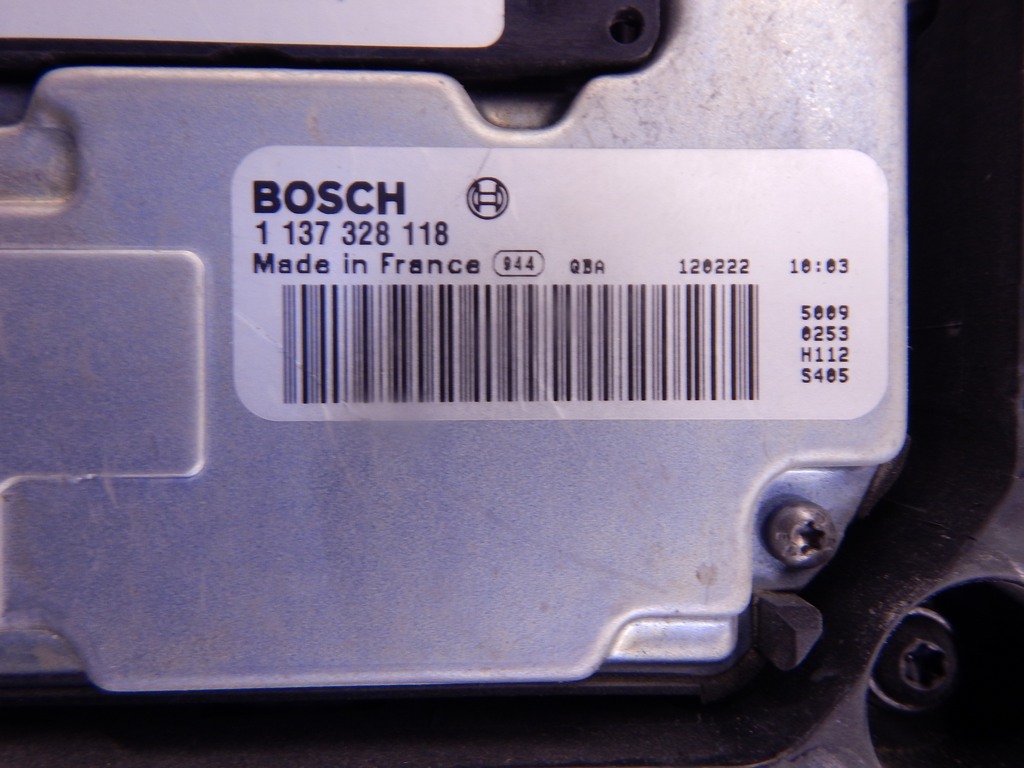 BOSCH
1 137 328 118
Made in France 944 QBA 120222 10:03
5009
0253
H112
S405